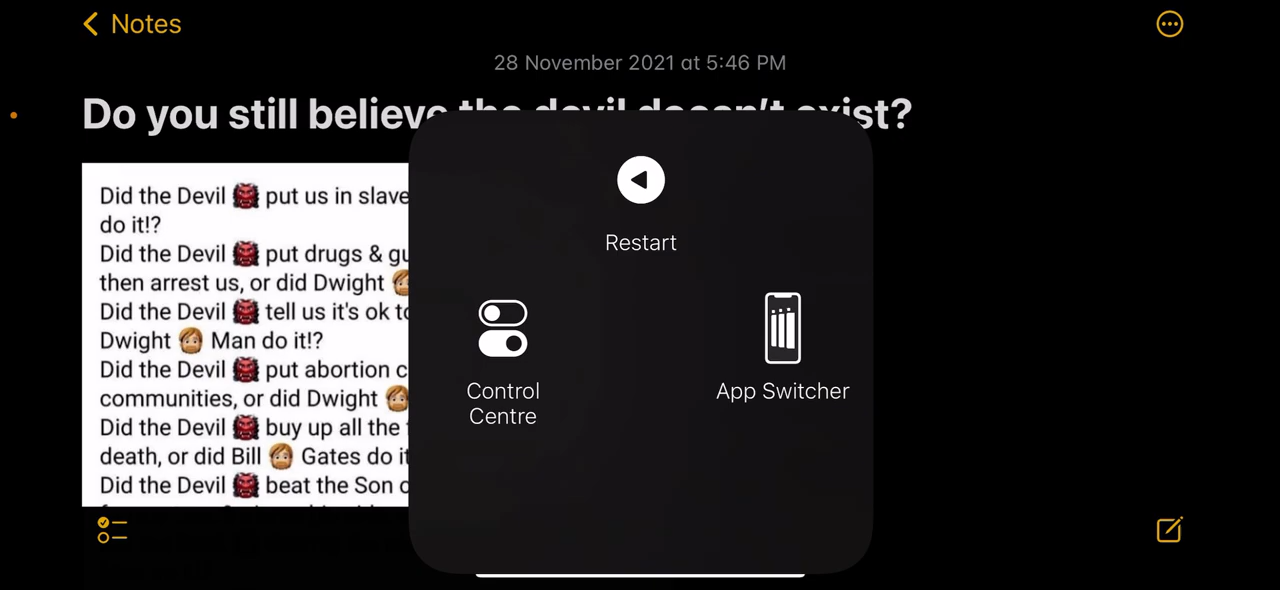 Notes
28 November 2021 at 5:46 PM
Do you still believe the devil doesn't exist?
Did the Devil 👹 put us in slave
do it!?
Did the Devil 👹 put drugs & gu
then arrest us, or did Dwight 🧔🏼
Did the Devil 👹 tell us it's ok to
Dwight 🧔🏼 Man do it!?
Did the Devil 👹 put abortion c
communities, or did Dwight 🧔🏼
Did the Devil 👹 buy up all the
death, or did Bill 🧔🏼 Gates do it
Did the Devil 👹 beat the Son o
Restart
Control
Centre
App Switcher